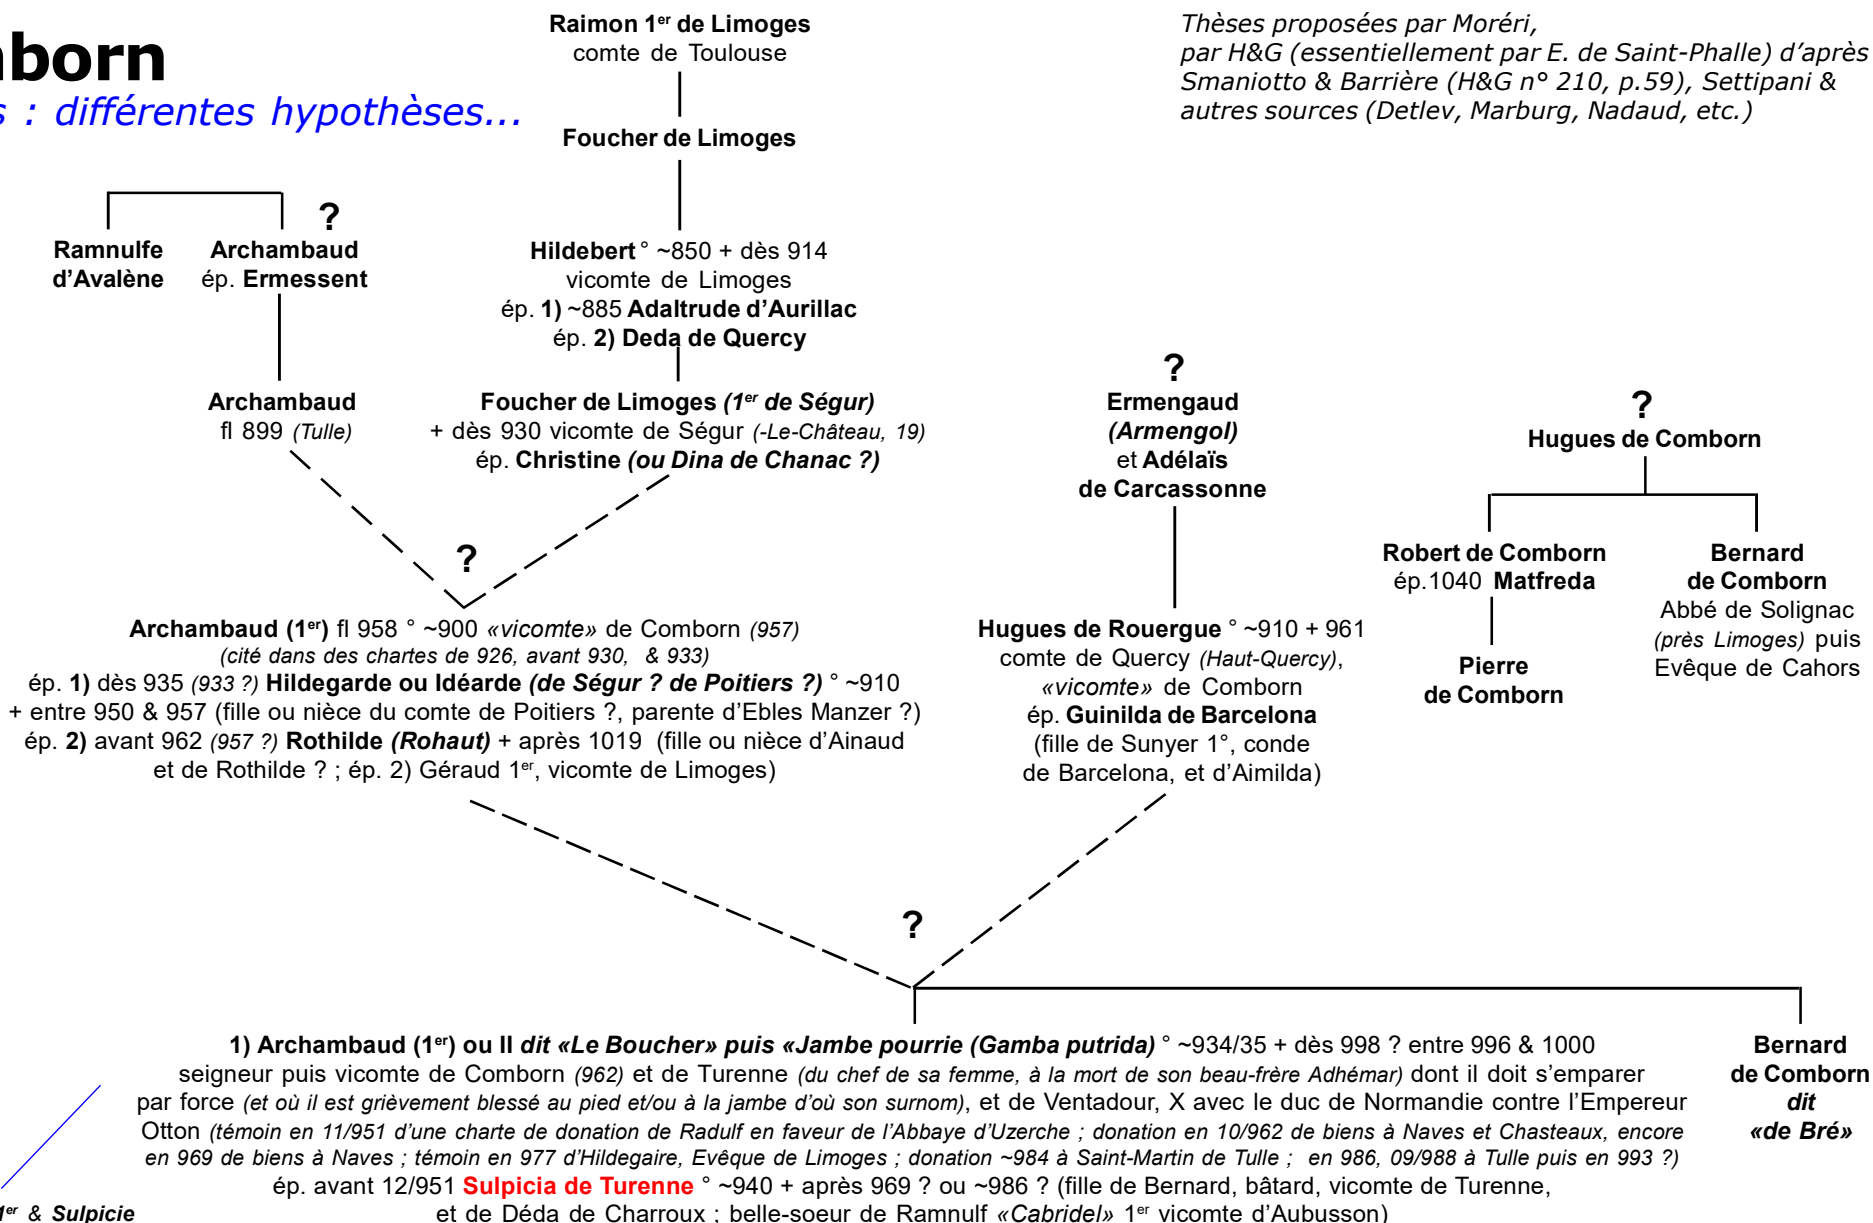 nborn
s : différentes hypothèses...
Thèses proposées par Moréri,
par H&G (essentiellement par E. de Saint-Phalle) d'après
Smaniotto & Barrière (H&G n° 210, p.59), Settipani &
autres sources (Detlev, Marburg, Nadaud, etc.)
Raimon 1er de Limoges
comte de Toulouse
Foucher de Limoges
?
Ramnulfe
d'Avalène
Archambaud
ép. Ermessent
Hildebert ° ~850 + dès 914
vicomte de Limoges
ép. 1) ~885 Adaltrude d'Aurillac
ép. 2) Deda de Quercy
Archambaud
fl 899 (Tulle)
Foucher de Limoges (1er de Ségur)
+ dès 930 vicomte de Ségur (-Le-Château, 19)
ép. Christine (ou Dina de Chanac ?)
?
Ermengaud
(Armengol)
et Adélaïs
de Carcassonne
?
Hugues de Comborn
Robert de Comborn
ép.1040 Matfreda
Bernard
de Comborn
Abbé de Solignac
(près Limoges) puis
Evêque de Cahors
Pierre
de Comborn
?
Archambaud (1er) fl 958 ° ~900 «vicomte» de Comborn (957)
(cité dans des chartes de 926, avant 930, & 933)
ép. 1) dès 935 (933 ?) Hildegarde ou Idéarde (de Ségur ? de Poitiers ?) ° ~910
+ entre 950 & 957 (fille ou nièce du comte de Poitiers ?, parente d'Ebles Manzer ?)
ép. 2) avant 962 (957 ?) Rothilde (Rohaut) + après 1019 (fille ou nièce d'Ainaud
et de Rothilde ? ; ép. 2) Géraud 1er, vicomte de Limoges)
Hugues de Rouergue ° ~910 + 961
comte de Quercy (Haut-Quercy),
«vicomte» de Comborn
ép. Guinilda de Barcelona
(fille de Sunyer 1°, conde
de Barcelona, et d'Aimilda)
?
1) Archambaud (1er) ou II dit «Le Boucher» puis «Jambe pourrie (Gamba putrida) ° ~934/35 + dès 998 ? entre 996 & 1000
seigneur puis vicomte de Comborn (962) et de Turenne (du chef de sa femme, à la mort de son beau-frère Adhémar) dont il doit s'emparer
par force (et où il est grièvement blessé au pied et/ou à la jambe d'où son surnom), et de Ventadour, X avec le duc de Normandie contre l'Empereur
Otton (témoin en 11/951 d'une charte de donation de Radulf en faveur de l'Abbaye d'Uzerche ; donation en 10/962 de biens à Naves et Chasteaux, encore
en 969 de biens à Naves ; témoin en 977 d'Hildegaire, Evêque de Limoges ; donation ~984 à Saint-Martin de Tulle ; en 986, 09/988 à Tulle puis en 993 ?)
ép. avant 12/951 Sulpicia de Turenne ° ~940 + après 969 ? ou ~986 ? (fille de Bernard, bâtard, vicomte de Turenne,
et de Déda de Charroux ; belle-soeur de Ramnulf «Cabridel» 1er vicomte d'Aubusson)
Bernard
de Comborn
dit
«de Bré»
1er & Sulpicie